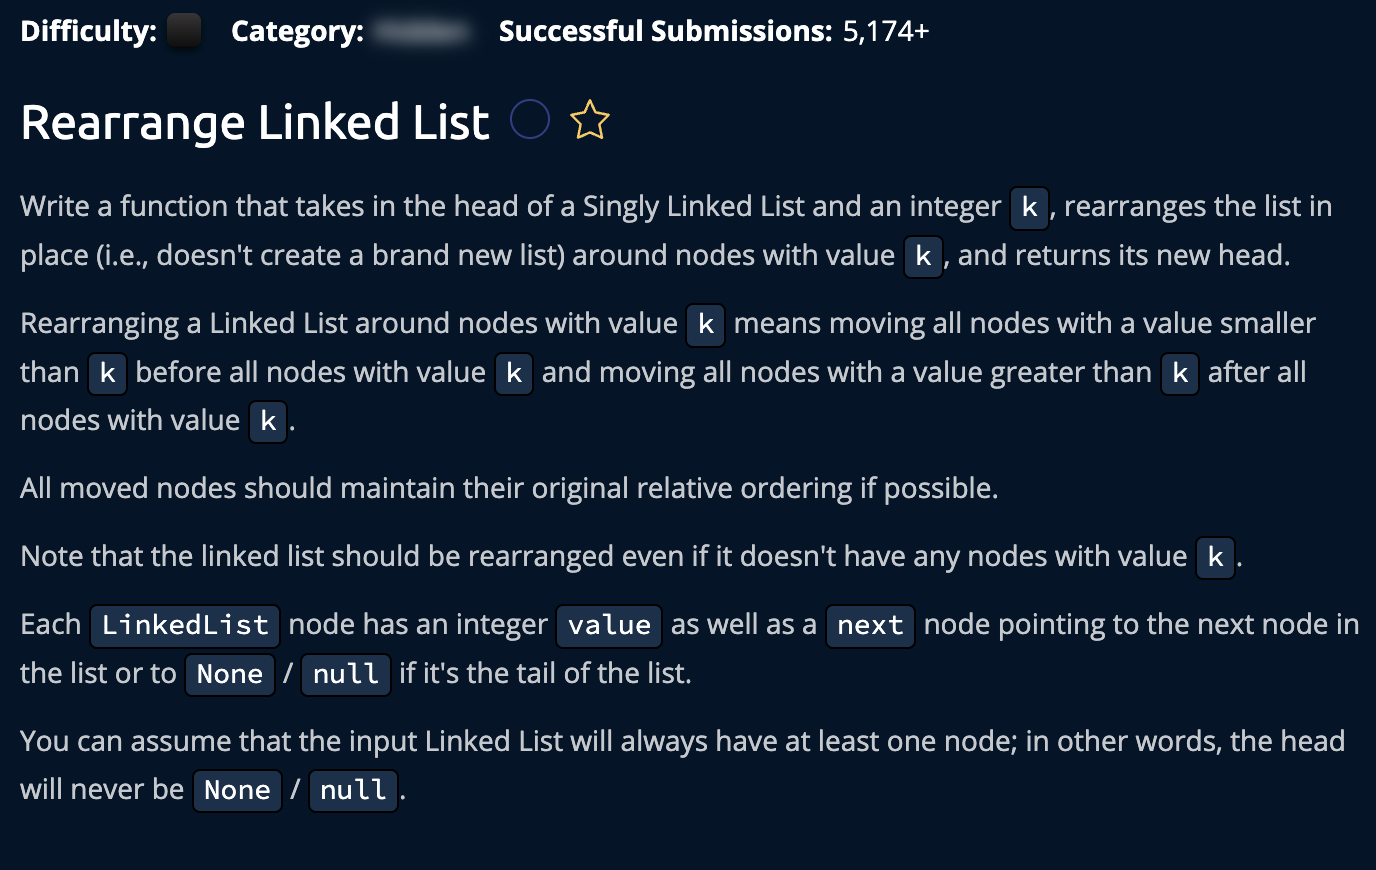 Difficulty: Category: Successful Submissions: 5,174+
Rearrange Linked List
Write a function that takes in the head of a Singly Linked List and an integer k, rearranges the list in
place (i.e., doesn't create a brand new list) around nodes with value k, and returns its new head.
Rearranging a Linked List around nodes with value k means moving all nodes with a value smaller
than k before all nodes with value k and moving all nodes with a value greater than k after all
nodes with value k.
All moved nodes should maintain their original relative ordering if possible.
Note that the linked list should be rearranged even if it doesn't have any nodes with value k.
Each LinkedList node has an integer value as well as a next node pointing to the next node in
the list or to None / null if it's the tail of the list.
You can assume that the input Linked List will always have at least one node; in other words, the head
will never be None / null.